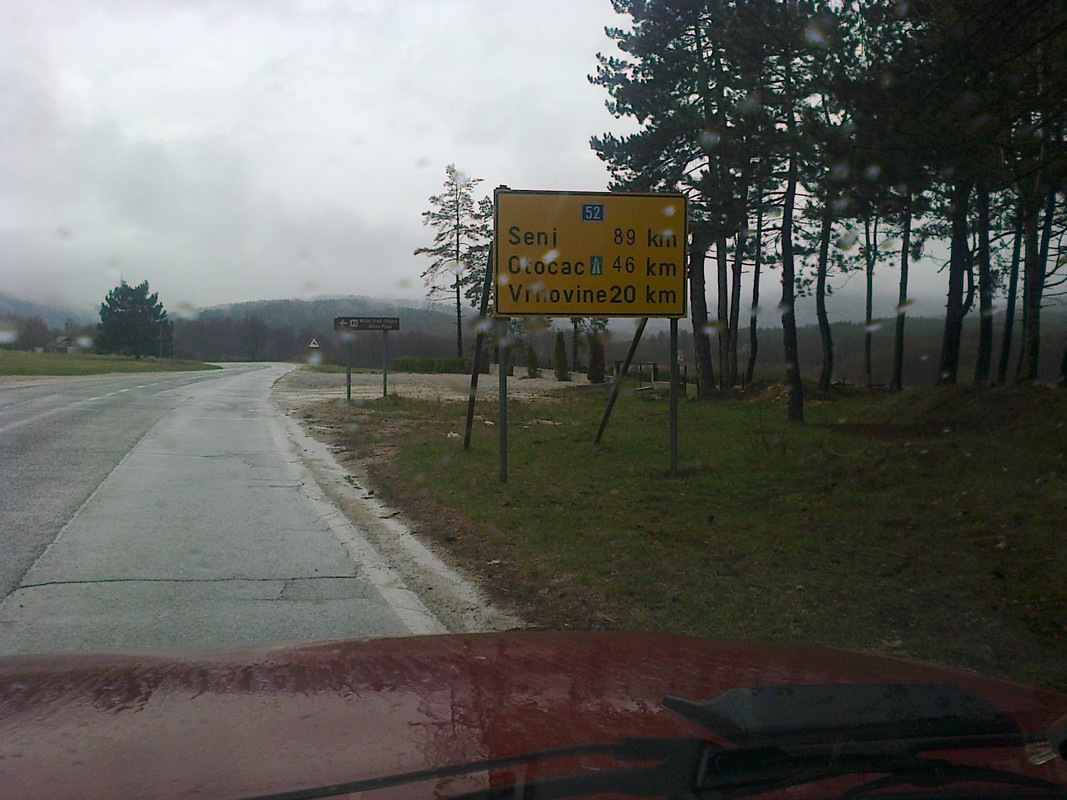 52
Senj 89 km
Otocac 46 km
Vrhovine 20 km